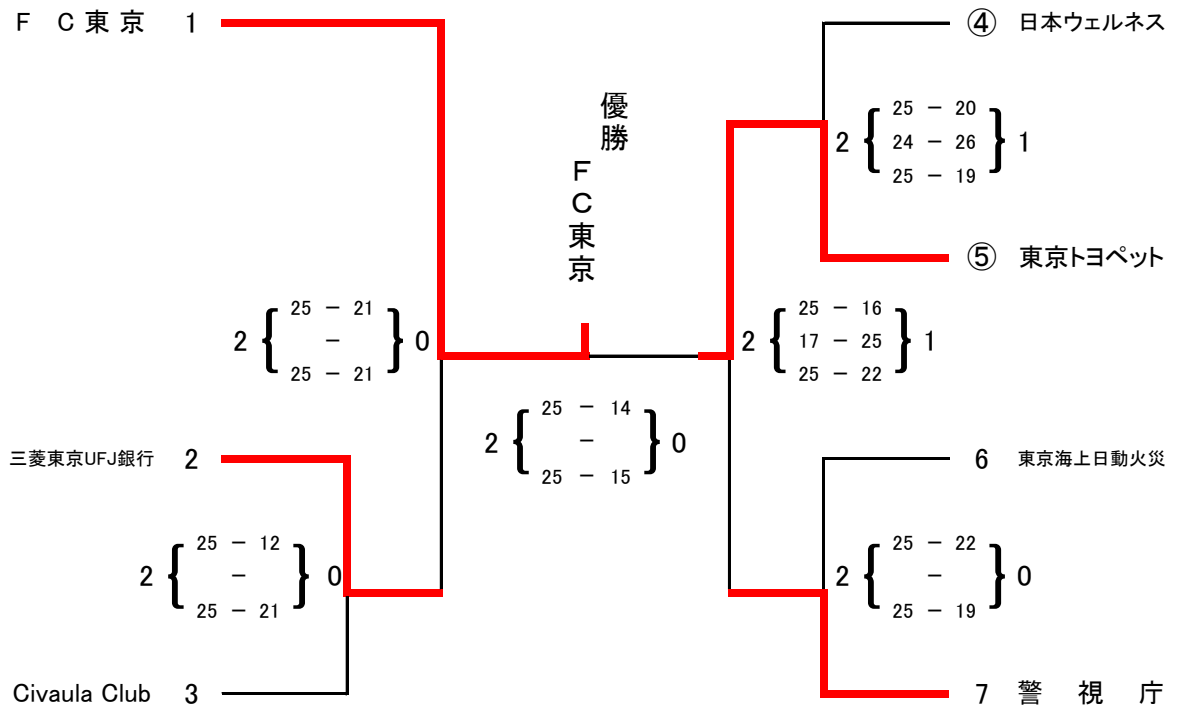 F C東京 1
④ 日本ウェルネス
優勝
FC東京
2 { 25 − 20 } 1
24 − 26
25 − 19
⑤ 東京トヨペット
2 { 25 − 21 } 0
−
25 − 21
2 { 25 − 16 } 1
17 − 25
25 − 22
2 { 25 − 14 } 0
−
25 − 15
三菱東京UFJ銀行 2
6 東京海上日動火災
2 { 25 − 12 } 0
−
25 − 21
2 { 25 − 22 } 0
−
25 − 19
Civaula Club 3
7 警視庁